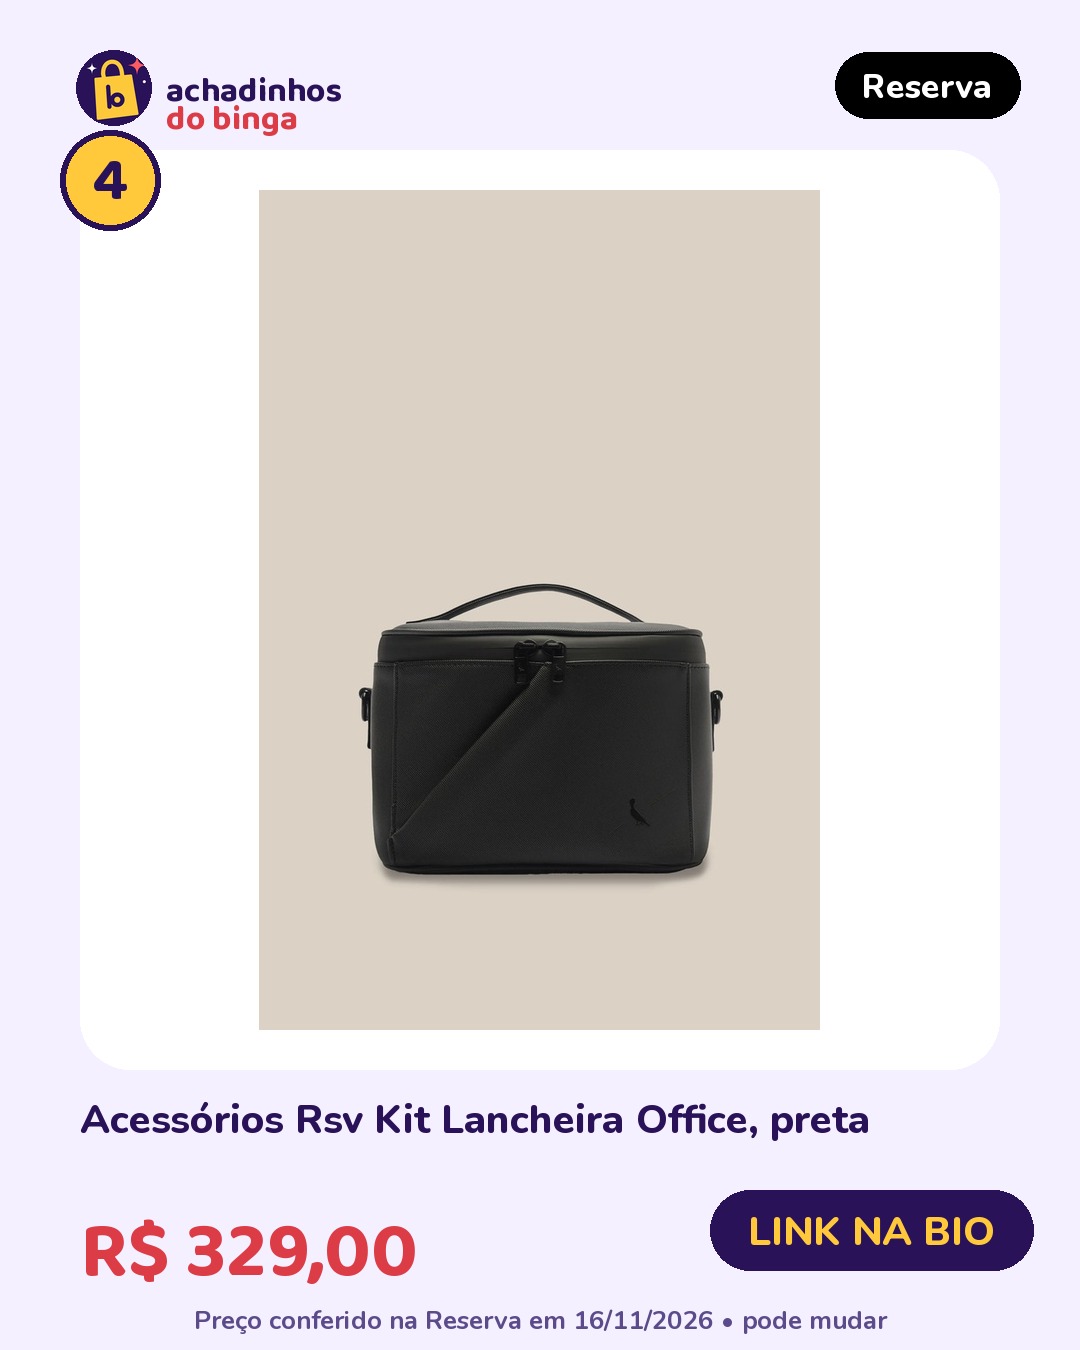 b
achadinhos
do binga
Reserva
4
Acessórios Rsv Kit Lancheira Office, preta
R$ 329,00
LINK NA BIO
Preço conferido na Reserva em 16/11/2026 • pode mudar